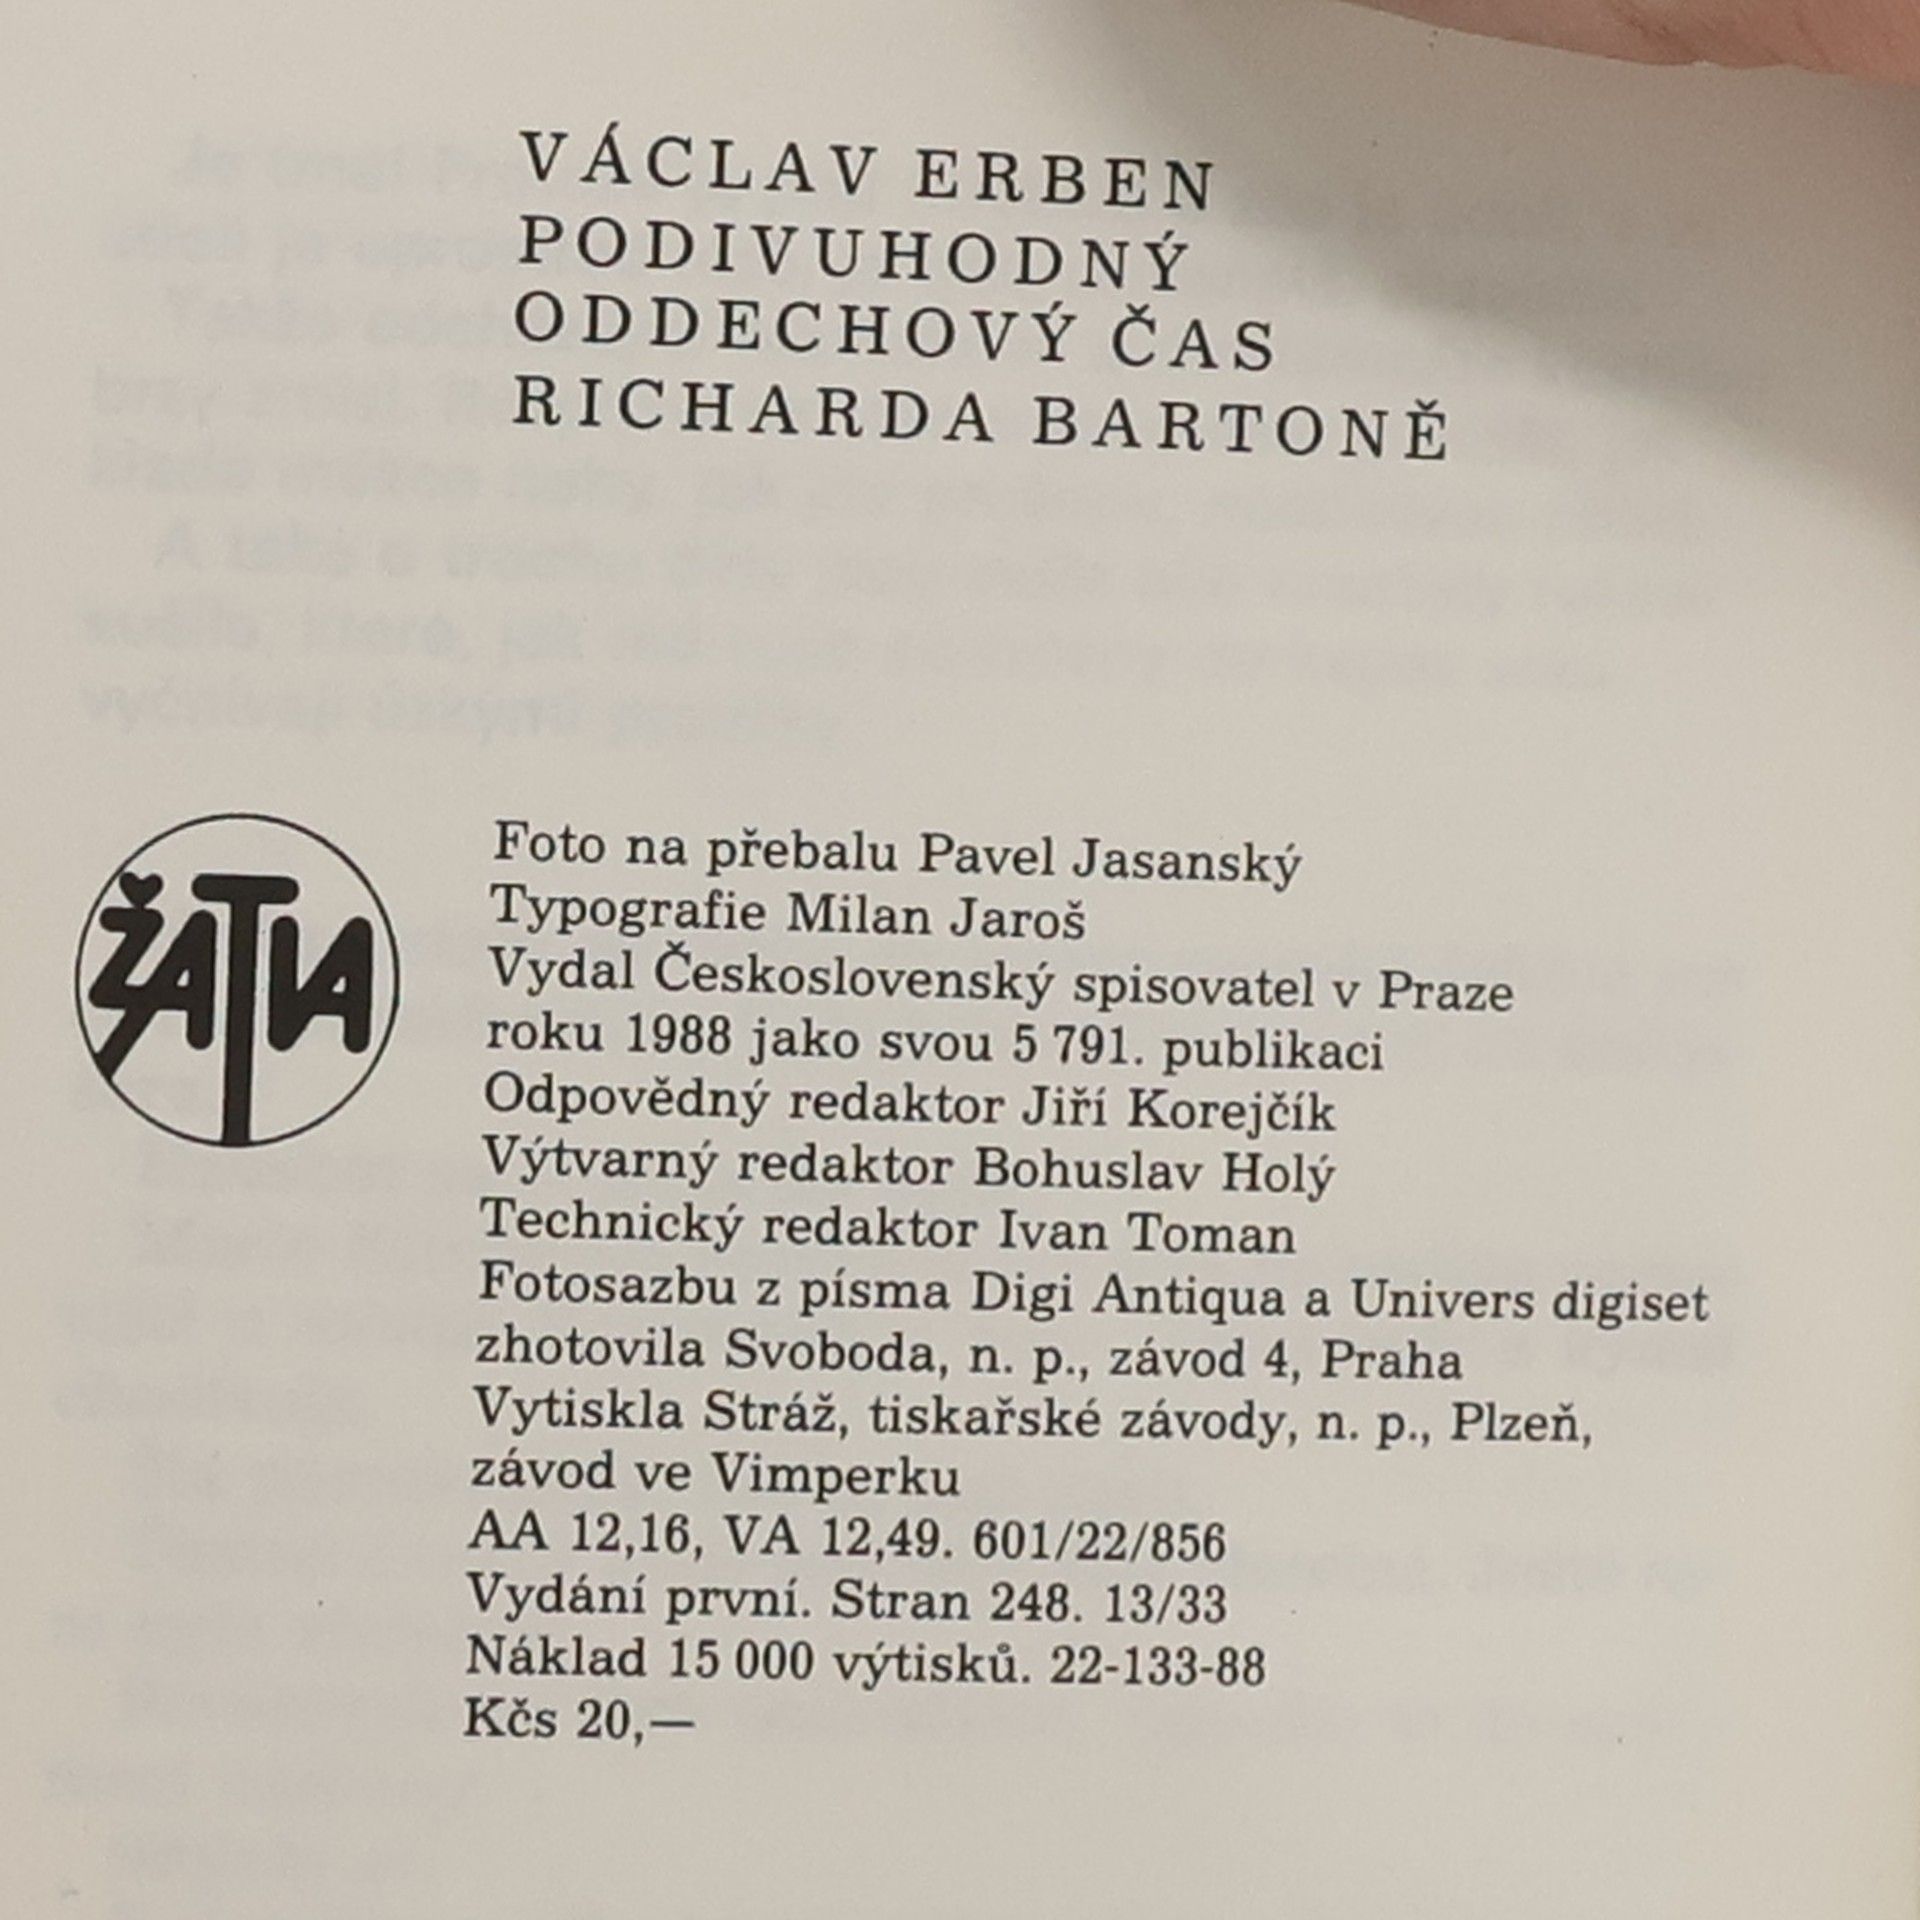 VÁCLAV ERBEN
PODIVUHODNÝ
ODDECHOVÝ ČAS
RICHARDA BARTONĚ
ŽATVA
Foto na přebalu Pavel Jasanský
Typografie Milan Jaroš
Vydal Československý spisovatel v Praze
roku 1988 jako svou 5 791. publikaci
Odpovědný redaktor Jiří Korejčík
Výtvarný redaktor Bohuslav Holý
Technický redaktor Ivan Toman
Fotosazbu z písma Digi Antiqua a Univers digiset
zhotovila Svoboda, n. p., závod 4, Praha
Vytiskla Stráž, tiskařské závody, n. p., Plzeň,
závod ve Vimperku
AA 12,16, VA 12,49. 601/22/856
Vydání první. Stran 248. 13/33
Náklad 15 000 výtisků. 22-133-88
Kčs 20,—